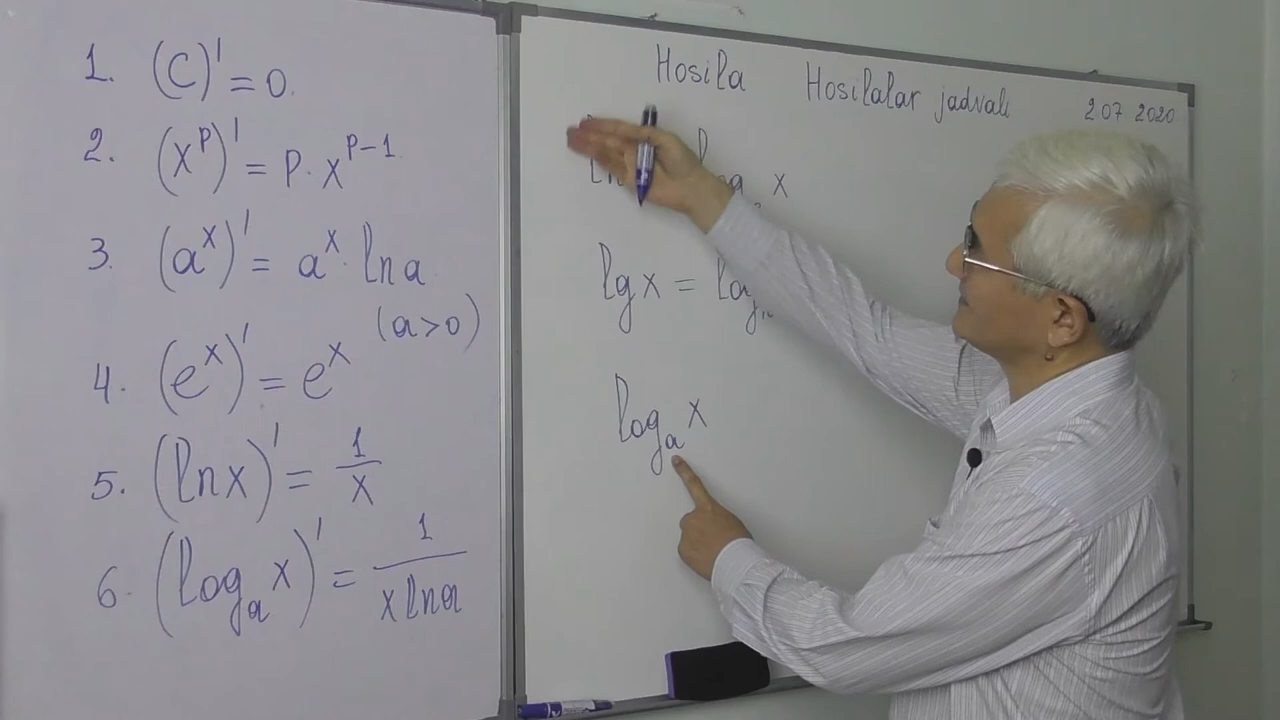 1. (C)' = 0.
2. (x^p)' = p · x^(p-1)
3. (a^x)' = a^x · ln a
(a>0)
4. (e^x)' = e^x
5. (ln x)' = 1/x
6. (log_a x)' = 1/(x ln a)
Hosila Hosilalar jadvali 2.07 2020
x
lg x = log
log_a x